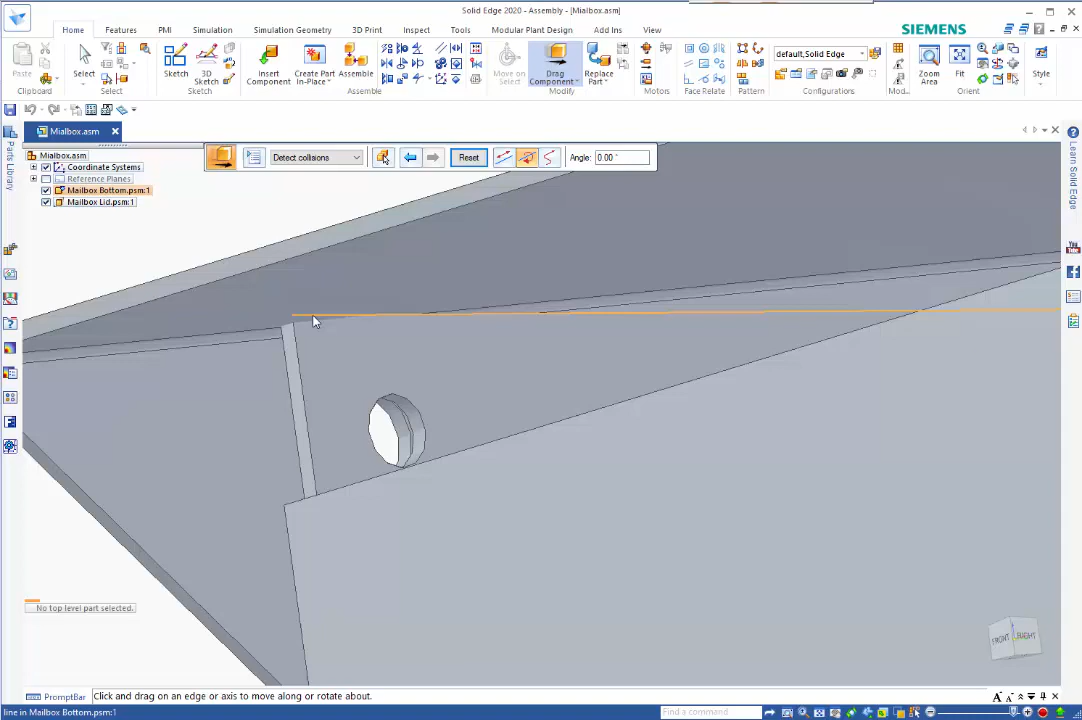 Solid Edge 2020 - Assembly - [Mialbox.asm]
Home Features PMI Simulation Simulation Geometry 3D Print Inspect Tools Modular Plant Design Add Ins View SIEMENS
Paste Select Sketch 3D Sketch Insert Component Create Part In-Place Assemble Move on Select Drag Component Replace Part default,Solid Edge Zoom Area Fit Style
Clipboard Select Sketch Assemble Modify Motors Face Relate Pattern Configurations Mod... Orient
Mialbox.asm
Mialbox.asm
Detect collisions Reset Angle: 0.00 °
Coordinate Systems
Reference Planes
Mailbox Bottom.psm:1
Mailbox Lid.psm:1
Parts Library
Learn Solid Edge
You Tube
No top level part selected.
FRONT RIGHT
PromptBar Click and drag on an edge or axis to move along or rotate about.
line in Mailbox Bottom.psm:1 Find a command